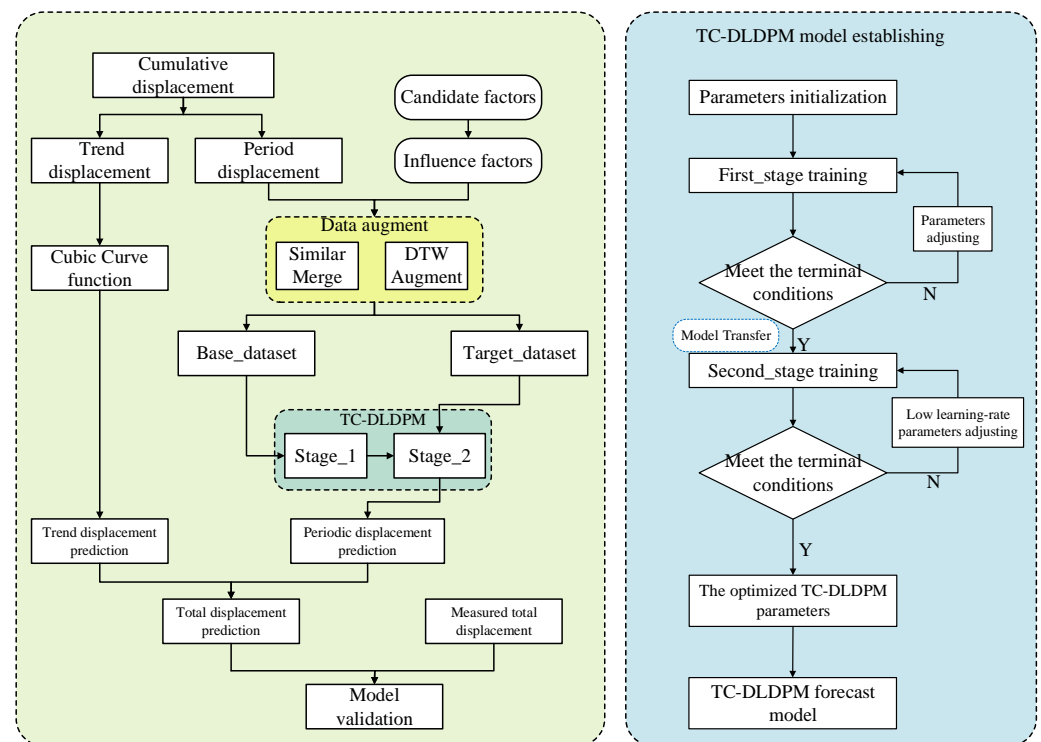 Cumulative
displacement
Candidate factors
Trend
displacement
Period
displacement
Influence factors
Data augment
Similar
Merge
DTW
Augment
Cubic Curve
function
Base_dataset
Target_dataset
TC-DLDPM
Stage_1
Stage_2
Trend displacement
prediction
Periodic displacement
prediction
Total displacement
prediction
Measured total
displacement
Model
validation
TC-DLDPM model establishing
Parameters initialization
First_stage training
Parameters
adjusting
Meet the terminal
conditions
N
Model Transfer
Y
Second_stage training
Low learning-rate
parameters adjusting
Meet the terminal
conditions
N
Y
The optimized TC-DLDPM
parameters
TC-DLDPM forecast
model